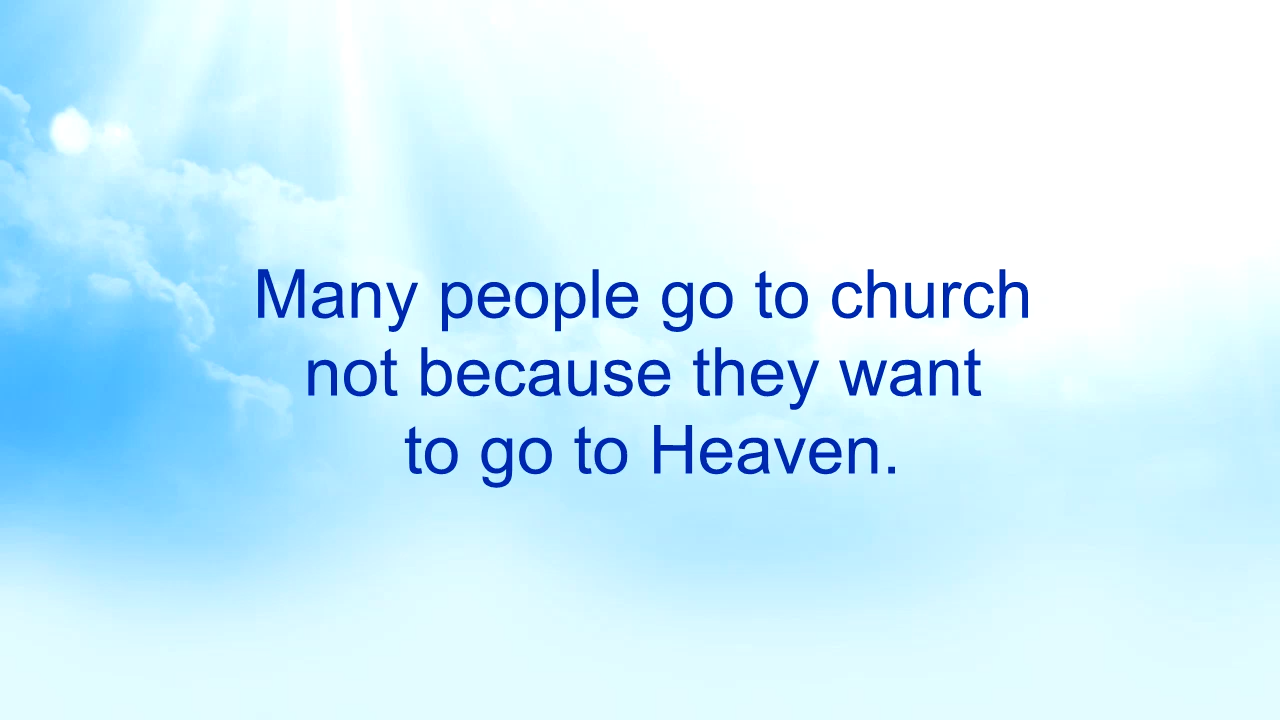 Many people go to church
not because they want
to go to Heaven.